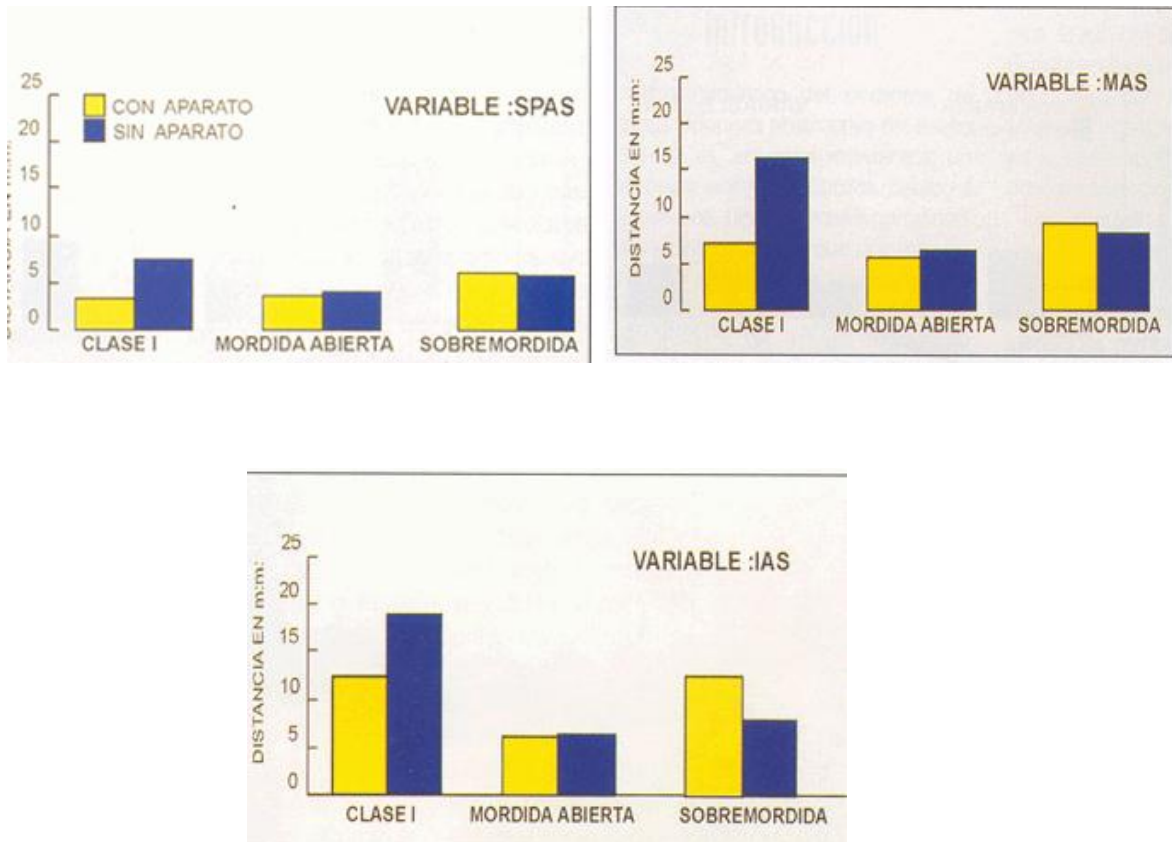 VARIABLE :SPAS
25
20
15
10
5
0
CON APARATO
SIN APARATO
CLASE I
MORDIDA ABIERTA
SOBREMORDIDA
VARIABLE :MAS
DISTANCIA EN m:m:
25
20
15
10
5
0
CLASE I
MORDIDA ABIERTA
SOBREMORDIDA
VARIABLE :IAS
DISTANCIA EN m:m:
25
20
15
10
5
0
CLASE I
MORDIDA ABIERTA
SOBREMORDIDA